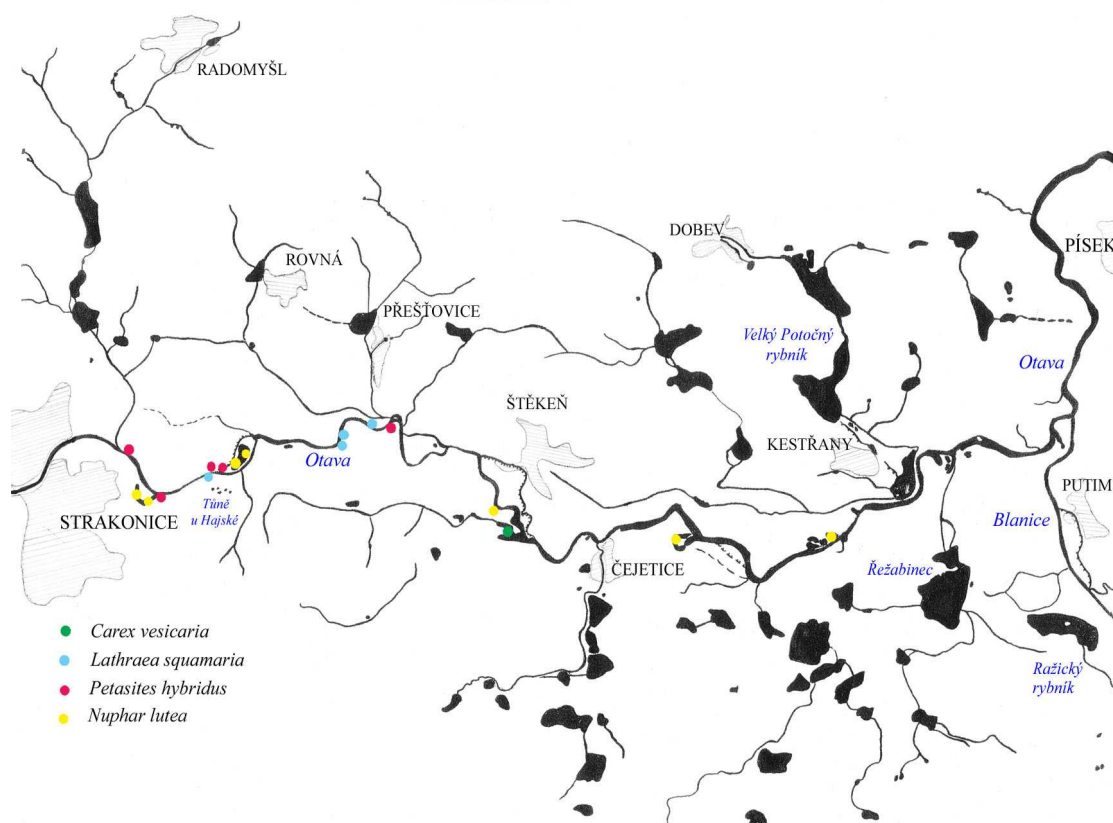 RADOMYŠL
DOBEV
PÍSEK
ROVNÁ
PŘEŠŤOVICE
Velký Potočný
rybník
Otava
ŠTĚKEŇ
KESTŘANY
Otava
Tůně
u Hajské
STRAKONICE
PUTIM
Blanice
ČEJETICE
Řežabinec
Ražický
rybník
Carex vesicaria
Lathraea squamaria
Petasites hybridus
Nuphar lutea